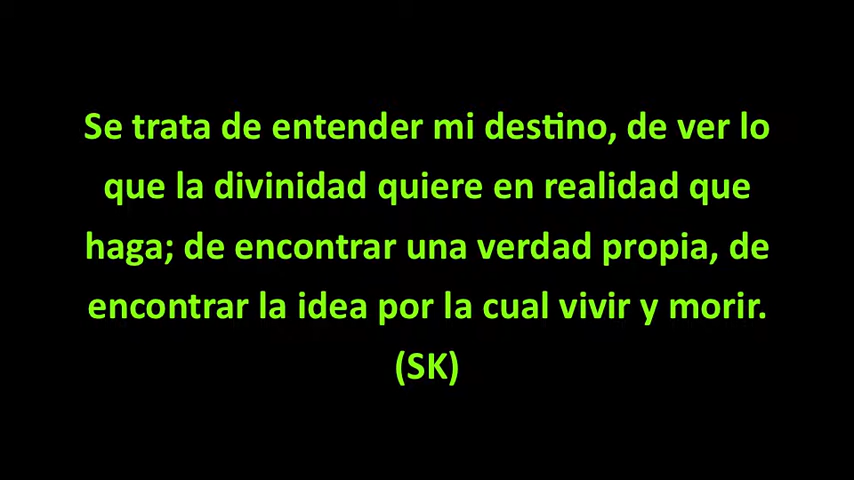 Se trata de entender mi destino, de ver lo
que la divinidad quiere en realidad que
haga; de encontrar una verdad propia, de
encontrar la idea por la cual vivir y morir.
(SK)